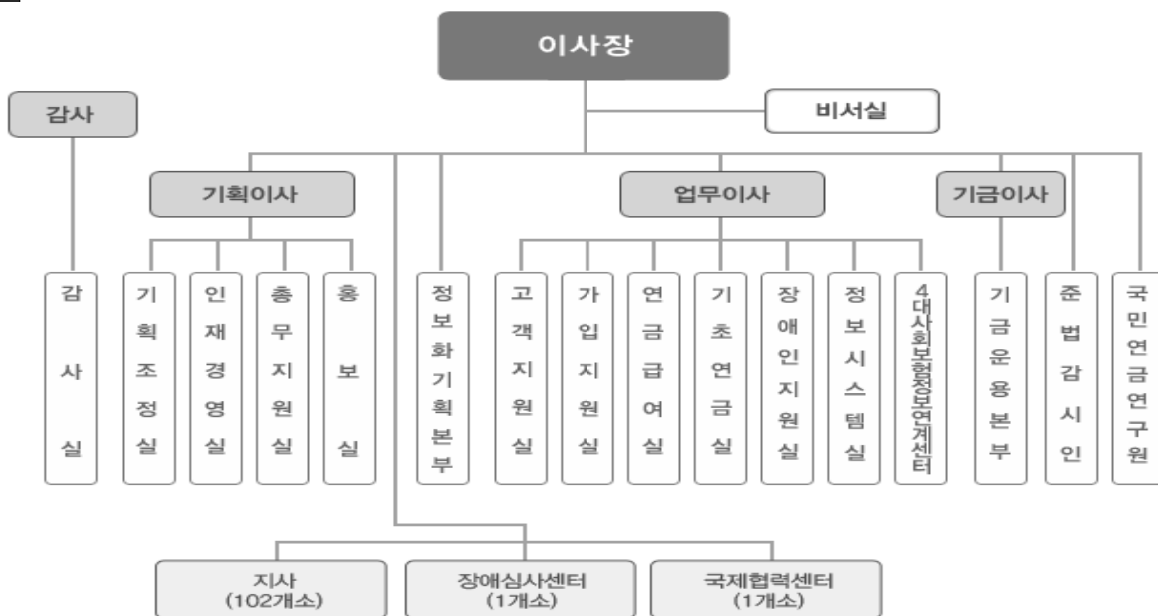 이사장
감사
비서실
기획이사
업무이사
기금이사
감사실
기획조정실
인재경영실
총무지원실
홍보실
정보화기획본부
고객지원실
가입지원실
연금급여실
기초연금실
장애인지원실
정보시스템실
4대사회보험정보연계센터
기금운용본부
준법감시인
국민연금연구원
지사
(102개소)
장애심사센터
(1개소)
국제협력센터
(1개소)